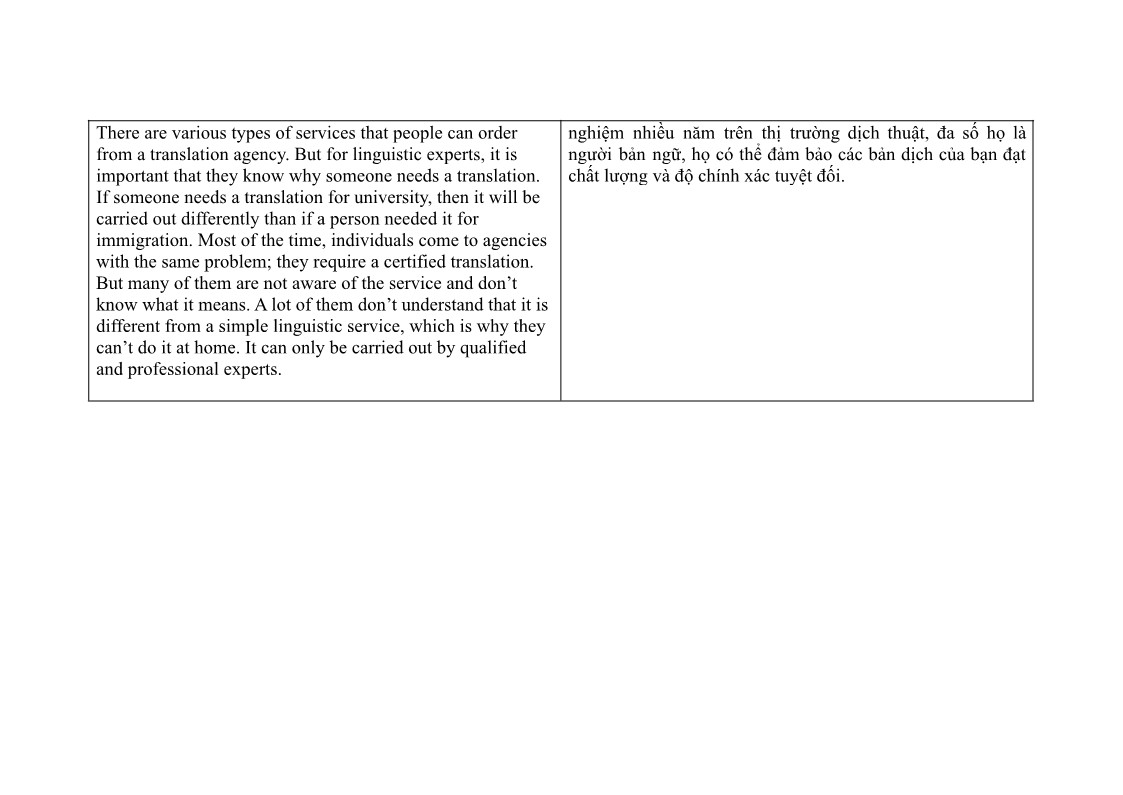 There are various types of services that people can order
from a translation agency. But for linguistic experts, it is
important that they know why someone needs a translation.
If someone needs a translation for university, then it will be
carried out differently than if a person needed it for
immigration. Most of the time, individuals come to agencies
with the same problem; they require a certified translation.
But many of them are not aware of the service and don’t
know what it means. A lot of them don’t understand that it is
different from a simple linguistic service, which is why they
can’t do it at home. It can only be carried out by qualified
and professional experts.
nghiệm nhiều năm trên thị trường dịch thuật, đa số họ là
người bản ngữ, họ có thể đảm bảo các bản dịch của bạn đạt
chất lượng và độ chính xác tuyệt đối.